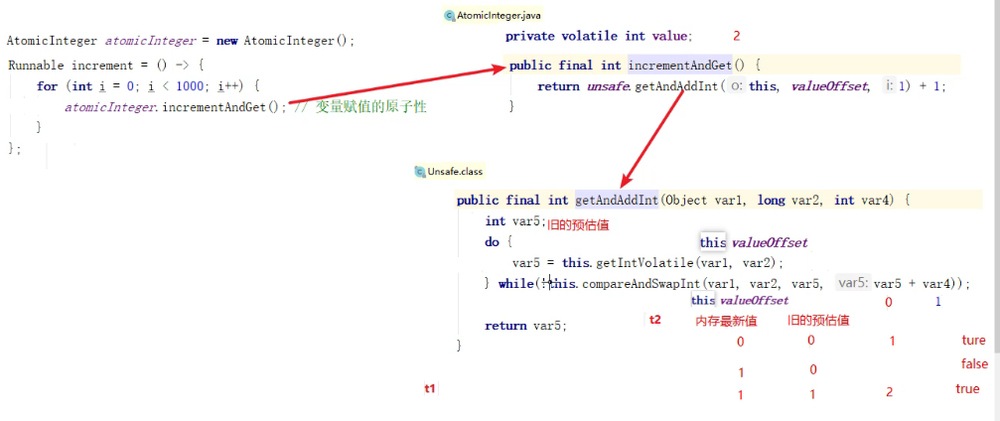 AtomicInteger.java
AtomicInteger atomicInteger = new AtomicInteger();
private volatile int value; 2
Runnable increment = () -> {
public final int incrementAndGet() {
for (int i = 0; i < 1000; i++) {
return unsafe.getAndAddInt( o: this, valueOffset, i: 1) + 1;
atomicInteger.incrementAndGet(); // 变量赋值的原子性
}
}
};
Unsafe.class
public final int getAndAddInt(Object var1, long var2, int var4) {
int var5; 旧的预估值
do {
this valueOffset
var5 = this.getIntVolatile(var1, var2);
} while(!this.compareAndSwapInt(var1, var2, var5, var5: var5 + var4));
this valueOffset 0 1
return var5;
t2 内存最新值 旧的预估值
}
0 0 1 ture
1 0 false
t1 1 1 2 true